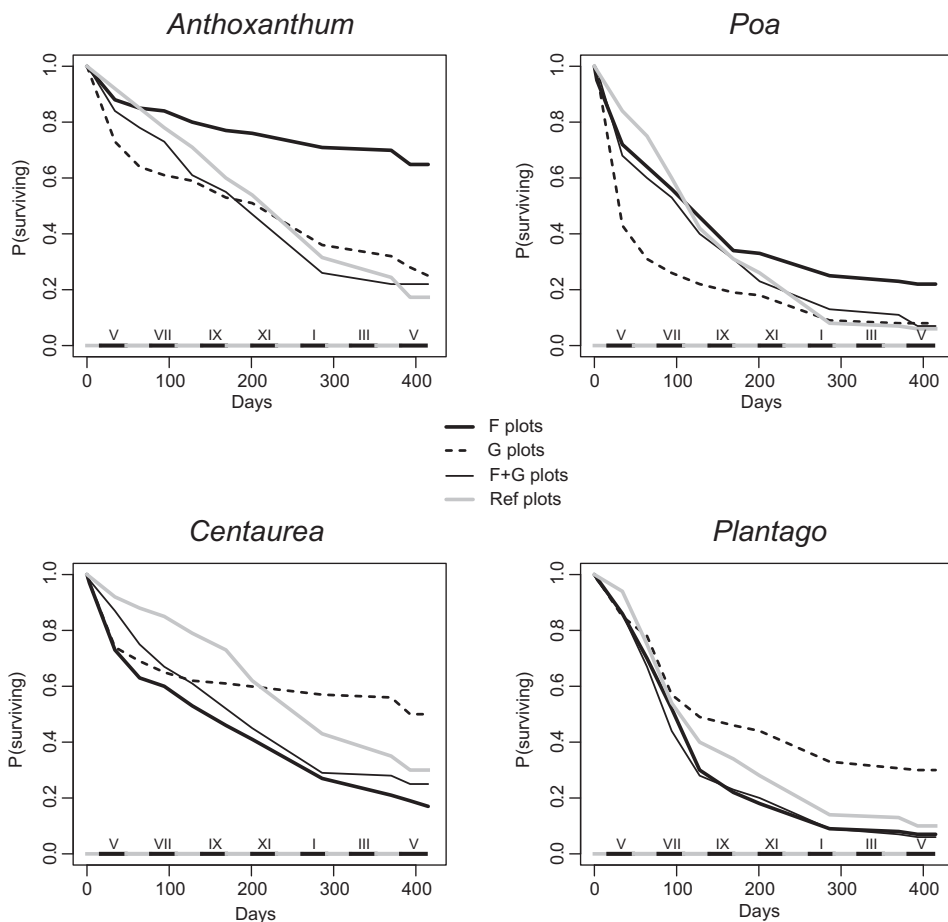 Anthoxanthum
Poa
P(surviving)
1.0
0.8
0.6
0.4
0.2
0.0
V VII IX XI I III V
0 100 200 300 400
Days
P(surviving)
1.0
0.8
0.6
0.4
0.2
0.0
V VII IX XI I III V
0 100 200 300 400
Days
F plots
G plots
F+G plots
Ref plots
Centaurea
Plantago
P(surviving)
1.0
0.8
0.6
0.4
0.2
0.0
V VII IX XI I III V
0 100 200 300 400
Days
P(surviving)
1.0
0.8
0.6
0.4
0.2
0.0
V VII IX XI I III V
0 100 200 300 400
Days